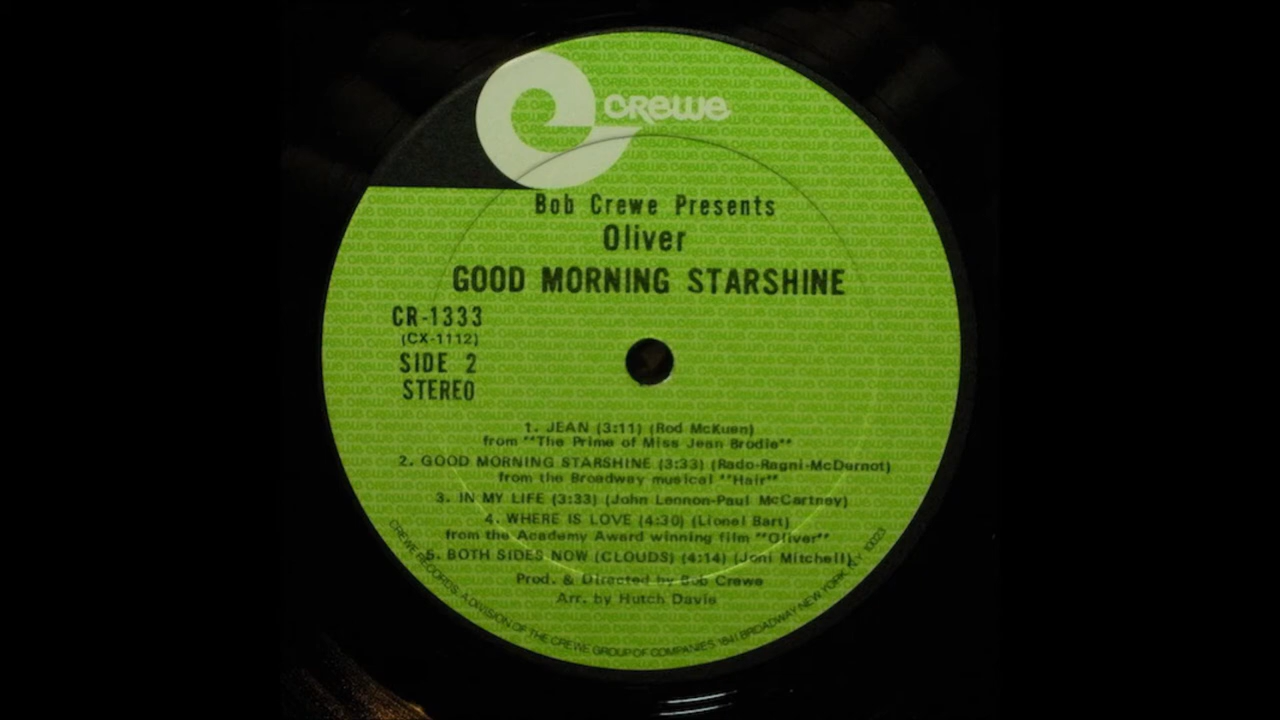 CREWE
Bob Crewe Presents
Oliver
GOOD MORNING STARSHINE
CR-1333
(CX-1112)
SIDE 2
STEREO
1. JEAN (3:11) (Rod McKuen)
from "The Prime of Miss Jean Brodie"
2. GOOD MORNING STARSHINE (3:33) (Rado-Ragni-McDurnot)
from the Broadway musical "Hair"
3. IN MY LIFE (3:33) (John Lennon-Paul McCartney)
4. WHERE IS LOVE (4:30) (Lionel Bart)
from the Academy Award winning film "Oliver"
5. BOTH SIDES NOW (CLOUDS) (4:14) (Joni Mitchell)
Prod. & Directed by Bob Crewe
Arr. by Hutch Davie
CREWE RECORDS, A DIVISION OF THE CREWE GROUP OF COMPANIES, 1841 BROADWAY NEW YORK, N.Y. 10023